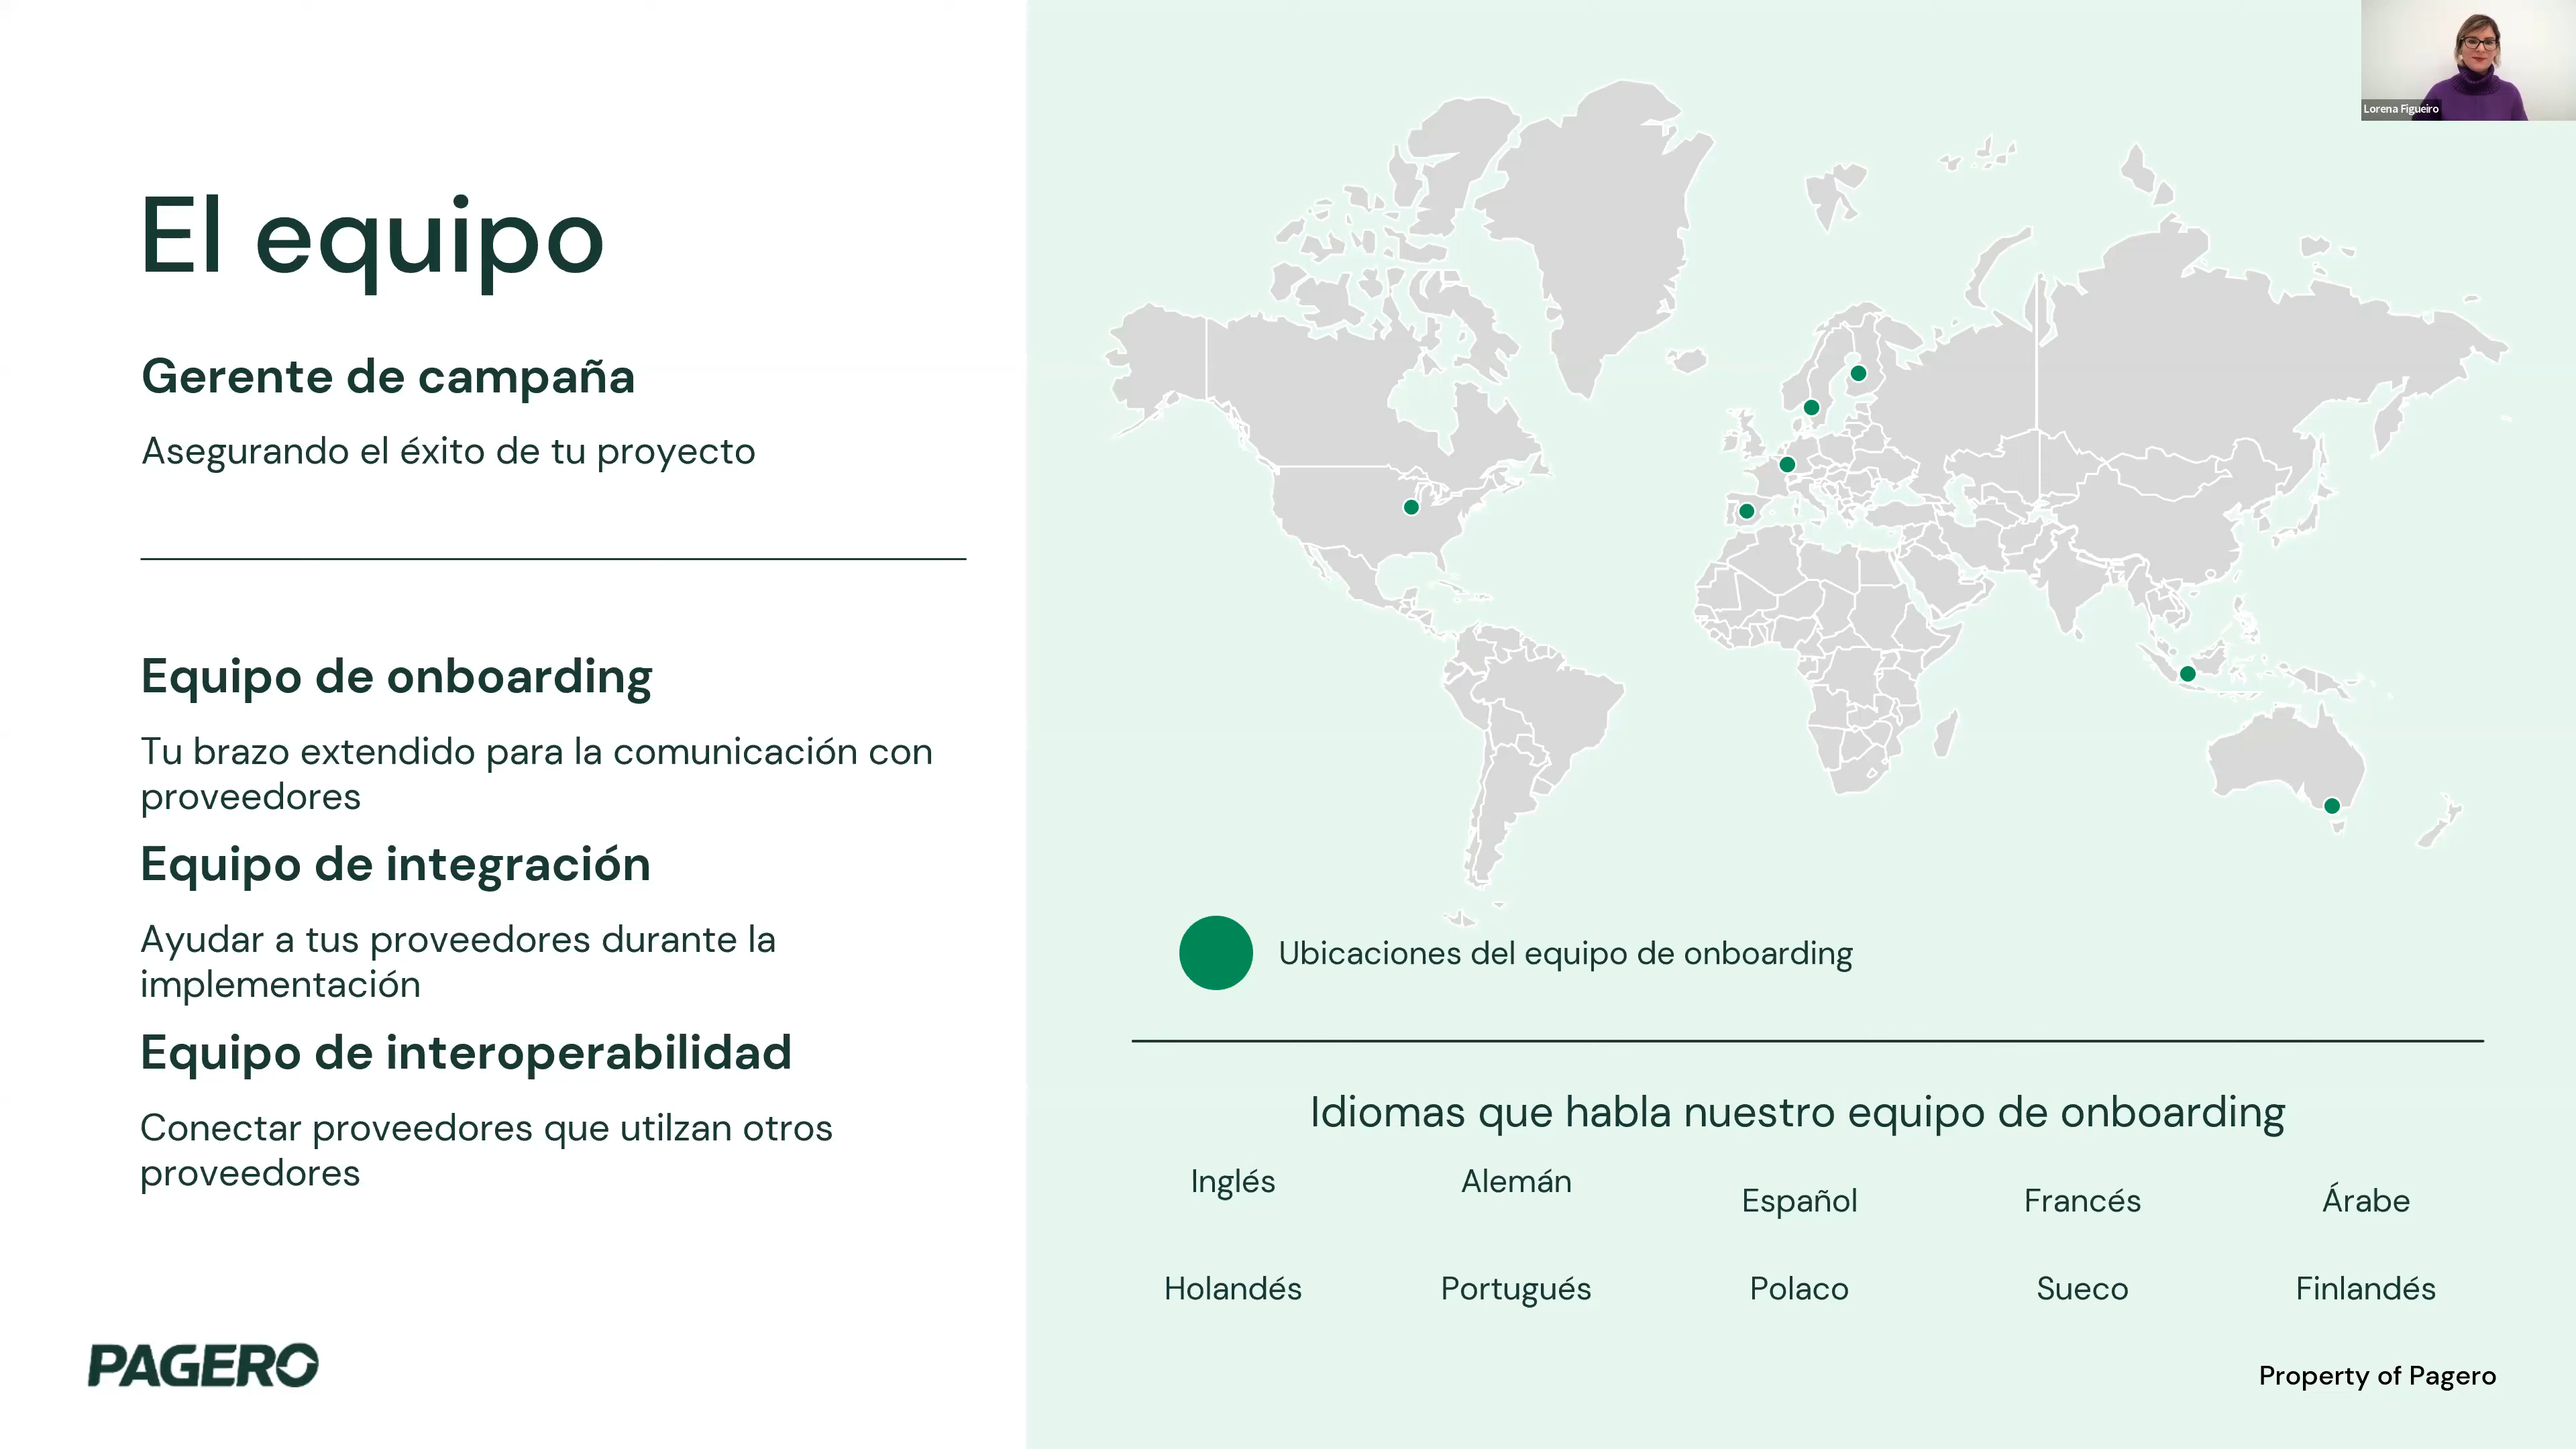 El equipo
Gerente de campaña
Asegurando el éxito de tu proyecto
Equipo de onboarding
Tu brazo extendido para la comunicación con
proveedores
Equipo de integración
Ayudar a tus proveedores durante la
implementación
Equipo de interoperabilidad
Conectar proveedores que utilzan otros
proveedores
PAGERO
Lorena Figueiro
Ubicaciones del equipo de onboarding
Idiomas que habla nuestro equipo de onboarding
Inglés Alemán Español Francés Árabe
Holandés Portugués Polaco Sueco Finlandés
Property of Pagero